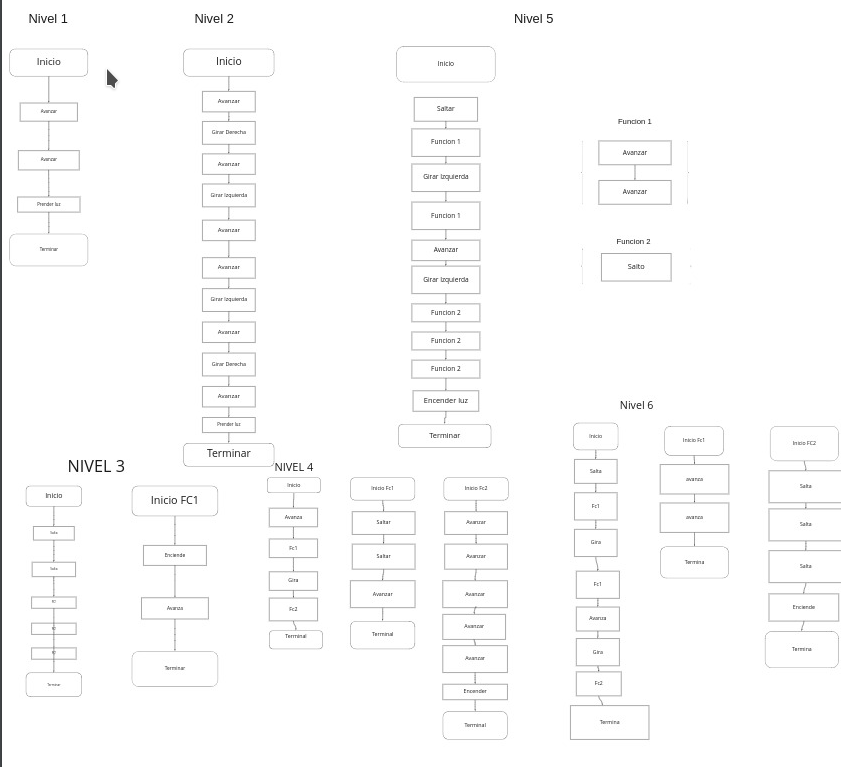 Nivel 1
Inicio
Avanzar
Avanzar
Prender luz
Terminar
Nivel 2
Inicio
Avanzar
Girar Derecha
Avanzar
Girar Izquierda
Avanzar
Avanzar
Girar Izquierda
Avanzar
Girar Derecha
Avanzar
Prender luz
Terminar
Nivel 5
Inicio
Saltar
Funcion 1
Girar Izquierda
Funcion 1
Avanzar
Girar Izquierda
Funcion 2
Funcion 2
Funcion 2
Encender luz
Terminar
Funcion 1
Avanzar
Avanzar
Funcion 2
Salto
NIVEL 3
Inicio
Terminar
Inicio FC1
Enciende
Avanza
Terminar
NIVEL 4
Inicio
Avanza
Fc1
Gira
Fc2
Terminal
Inicio Fc1
Saltar
Saltar
Avanzar
Terminal
Inicio Fc2
Avanzar
Avanzar
Avanzar
Avanzar
Avanzar
Encender
Terminal
Nivel 6
Inicio
Salta
Fc1
Gira
Fc1
Avanza
Gira
Fc2
Termina
Inicio Fc1
avanza
avanza
Termina
Inicio FC2
Salta
Salta
Salta
Enciende
Termina